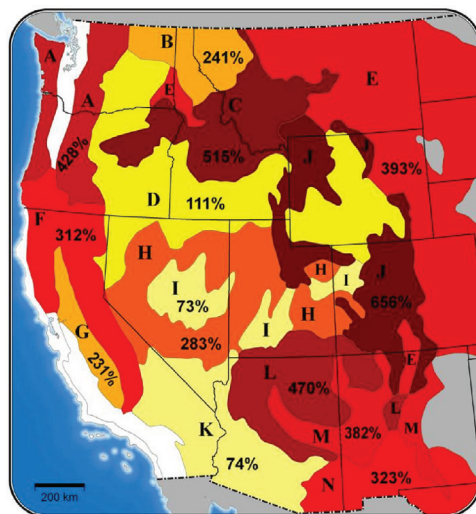 A
B
241%
A
E
C
E
428%
515%
J
J
393%
D
111%
F
312%
H
H
I
J
I
73%
I
H
656%
G
283%
E
231%
L
470%
L
K
M
382%
M
74%
N
323%
200 km